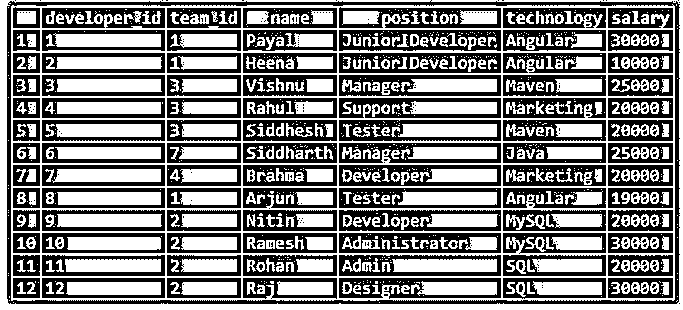 developer_id team_id name position technology salary
1 1 1 Payal Junior Developer Angular 30000
2 2 1 Heena Junior Developer Angular 10000
3 3 3 Vishnu Manager Maven 25000
4 4 3 Rahul Support Marketing 20000
5 5 3 Siddhesh Tester Maven 20000
6 6 7 Siddharth Manager Java 25000
7 7 4 Brahma Developer Marketing 20000
8 8 1 Arjun Tester Angular 19000
9 9 2 Nitin Developer MySQL 20000
10 10 2 Ramesh Administrator MySQL 30000
11 11 2 Rohan Admin SQL 20000
12 12 2 Raj Designer SQL 30000